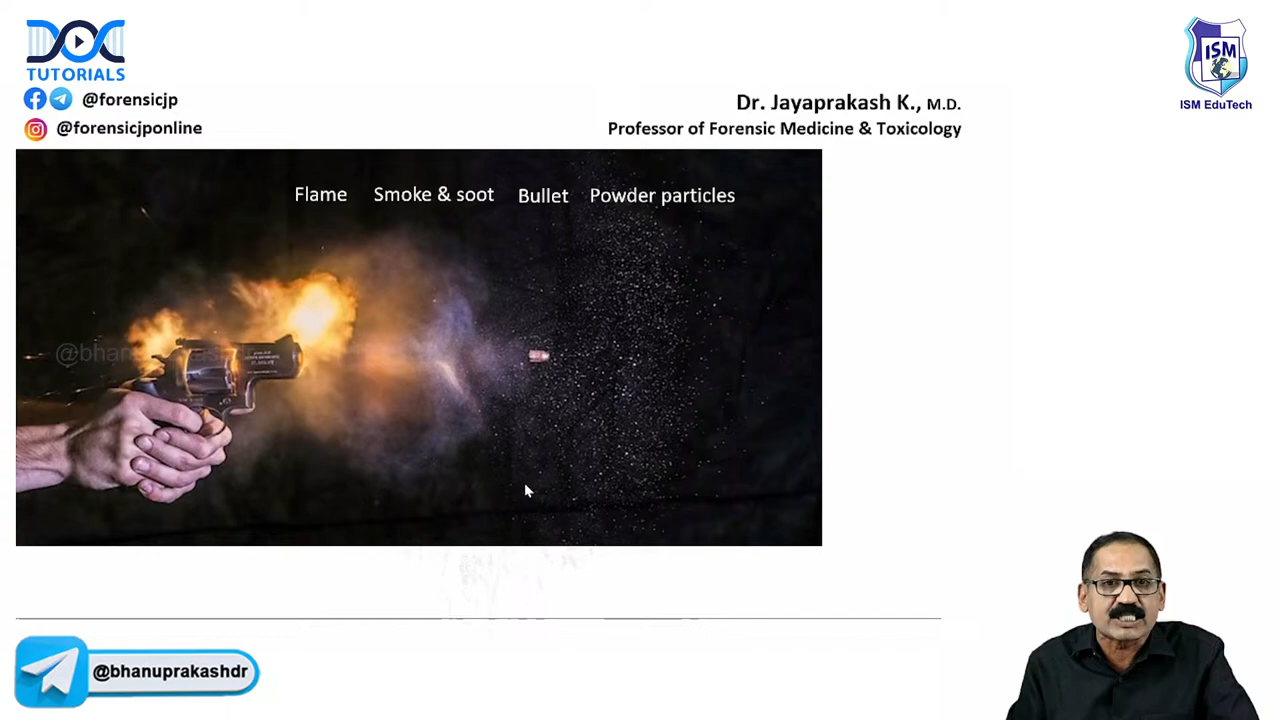 TUTORIALS
@forensicjp
@forensicjponline
ISM
ISM EduTech
Dr. Jayaprakash K., M.D.
Professor of Forensic Medicine & Toxicology
Flame Smoke & soot Bullet Powder particles
@bhanuprakashdr